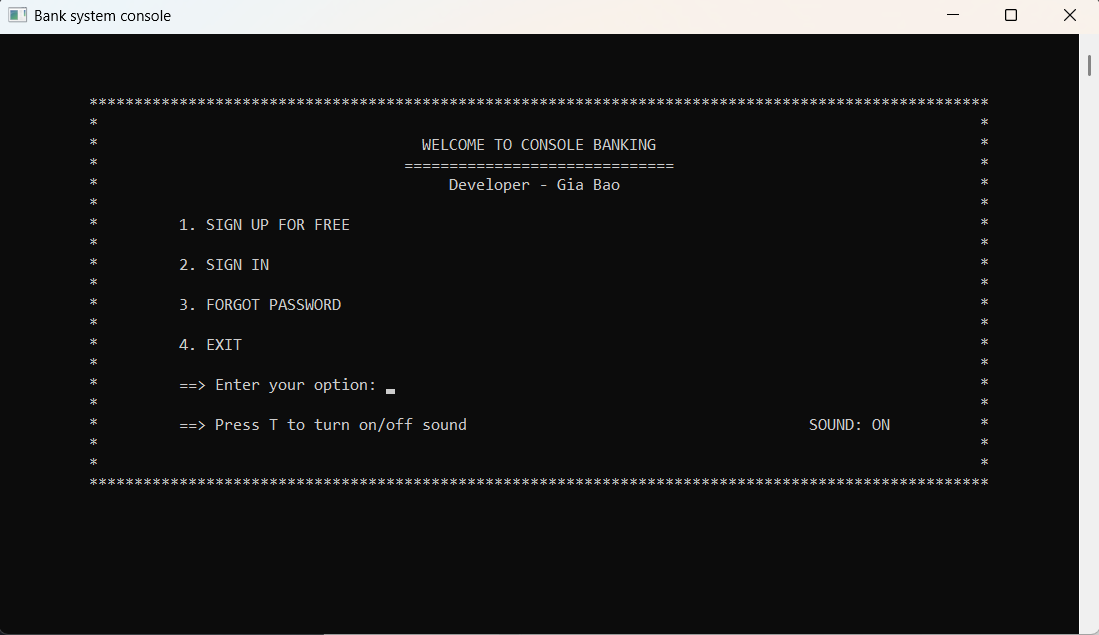 Bank system console
****************************************************************************************************
WELCOME TO CONSOLE BANKING
==============================
Developer - Gia Bao
1. SIGN UP FOR FREE
2. SIGN IN
3. FORGOT PASSWORD
4. EXIT
==> Enter your option:
==> Press T to turn on/off sound SOUND: ON
****************************************************************************************************